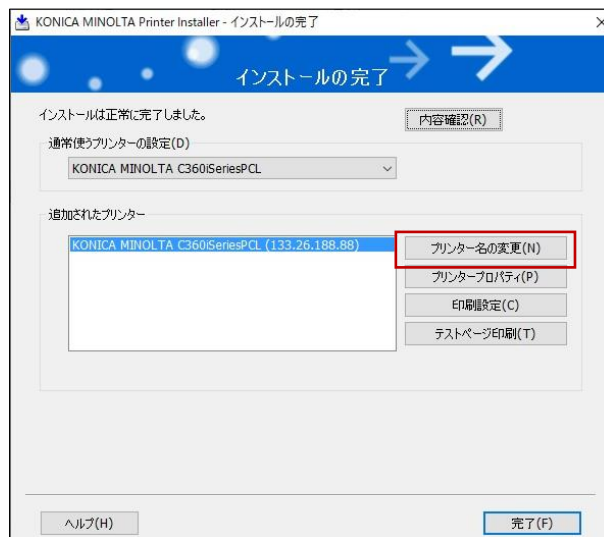 KONICA MINOLTA Printer Installer - インストールの完了
インストールの完了
インストールは正常に完了しました。
内容確認(R)
通常使うプリンターの設定(D)
KONICA MINOLTA C360iSeriesPCL
追加されたプリンター
KONICA MINOLTA C360iSeriesPCL (133.26.188.88)
プリンター名の変更(N)
プリンタープロパティ(P)
印刷設定(C)
テストページ印刷(T)
ヘルプ(H)
完了(F)